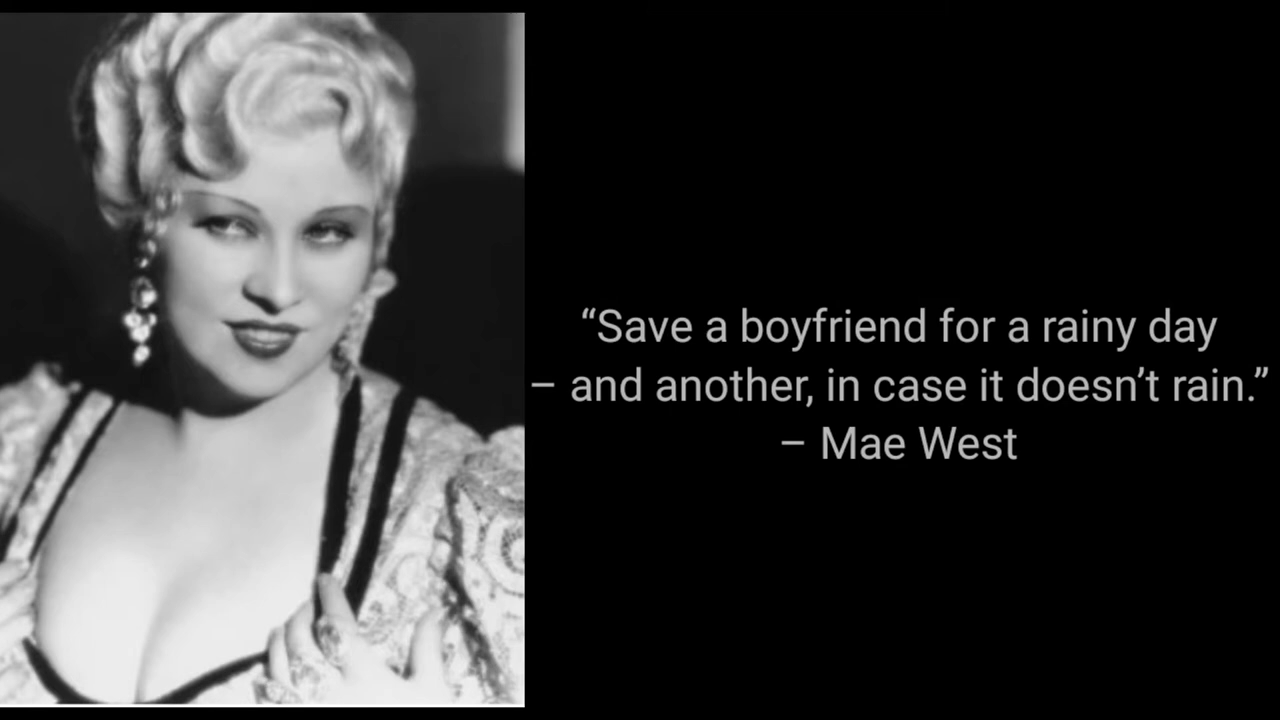 “Save a boyfriend for a rainy day
– and another, in case it doesn’t rain.”
– Mae West